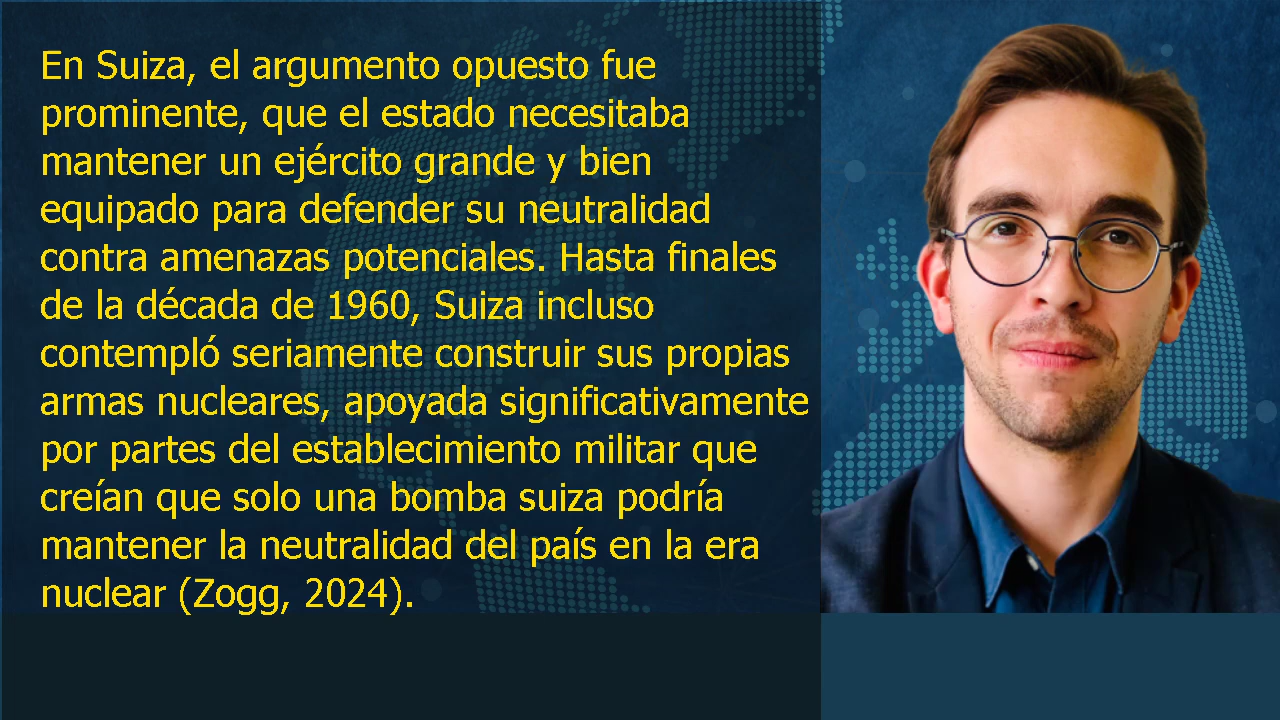 En Suiza, el argumento opuesto fue
prominente, que el estado necesitaba
mantener un ejército grande y bien
equipado para defender su neutralidad
contra amenazas potenciales. Hasta finales
de la década de 1960, Suiza incluso
contempló seriamente construir sus propias
armas nucleares, apoyada significativamente
por partes del establecimiento militar que
creían que solo una bomba suiza podría
mantener la neutralidad del país en la era
nuclear (Zogg, 2024).